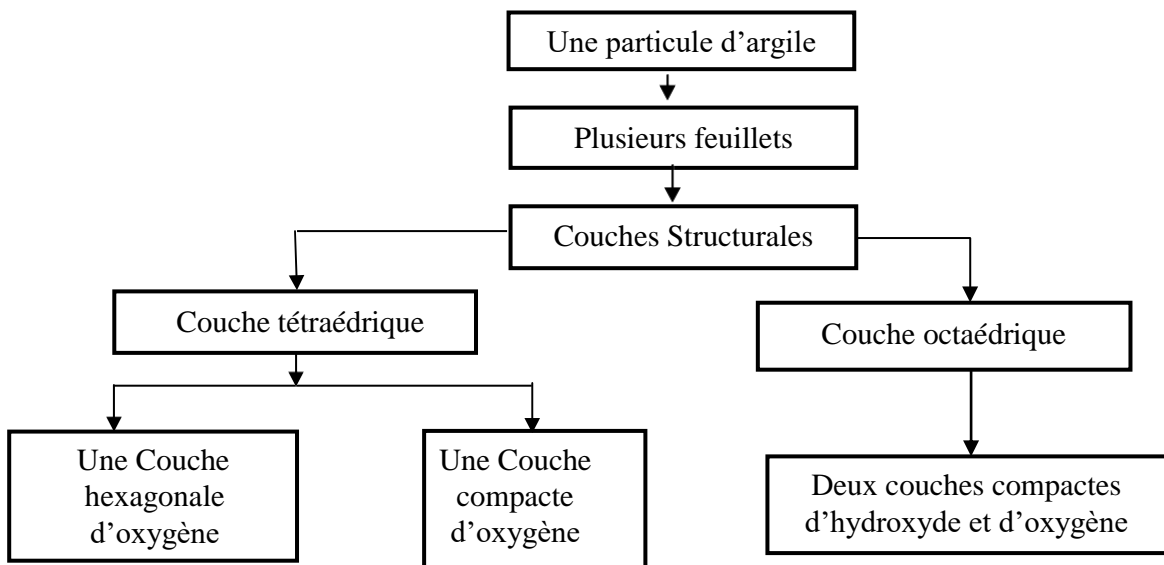 Une particule d’argile
Plusieurs feuillets
Couches Structurales
Couche tétraédrique
Couche octaédrique
Une Couche
hexagonale
d’oxygène
Une Couche
compacte
d’oxygène
Deux couches compactes
d’hydroxyde et d’oxygène